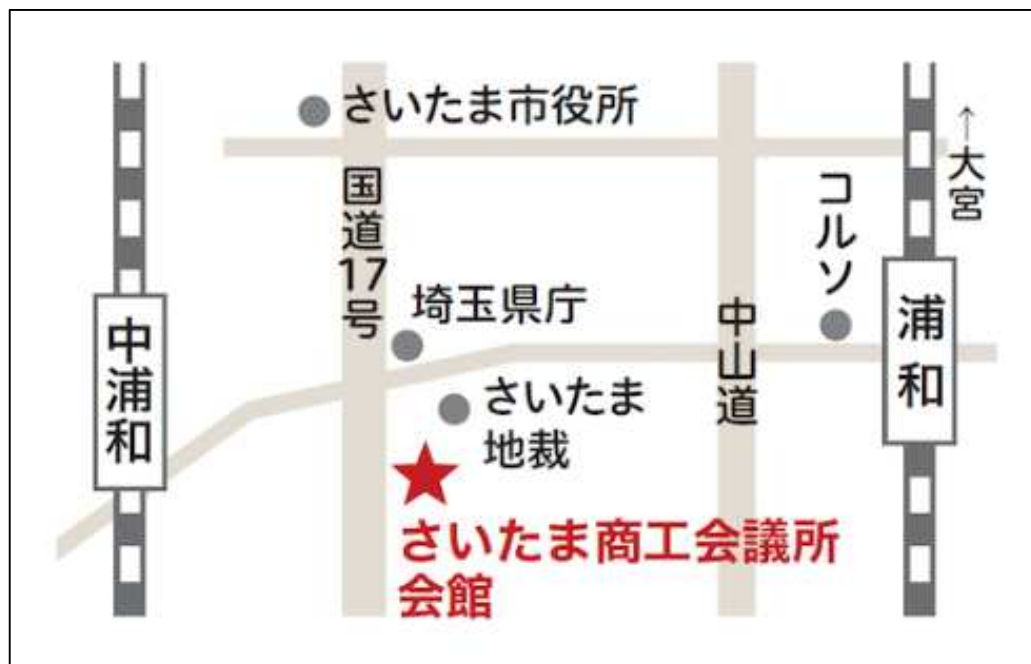 さいたま市役所
↑大宮
国道17号
コルソ
埼玉県庁
中山道
浦和
中浦和
さいたま
地裁
さいたま商工会議所
会館